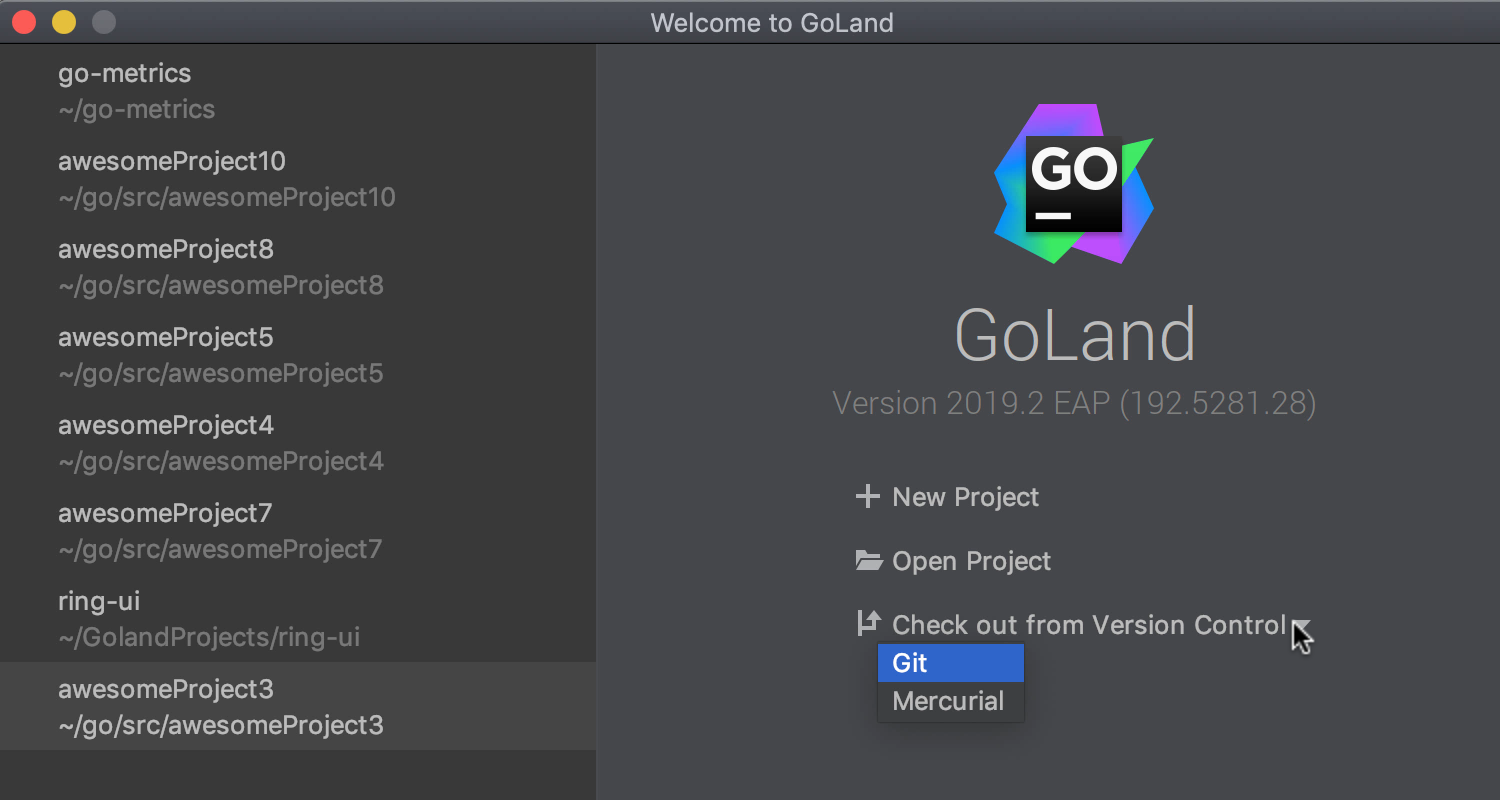 Welcome to GoLand
go-metrics
~/go-metrics
awesomeProject10
~/go/src/awesomeProject10
awesomeProject8
~/go/src/awesomeProject8
awesomeProject5
~/go/src/awesomeProject5
awesomeProject4
~/go/src/awesomeProject4
awesomeProject7
~/go/src/awesomeProject7
ring-ui
~/GolandProjects/ring-ui
awesomeProject3
~/go/src/awesomeProject3
GO
GoLand
Version 2019.2 EAP (192.5281.28)
New Project
Open Project
Check out from Version Control
Git
Mercurial